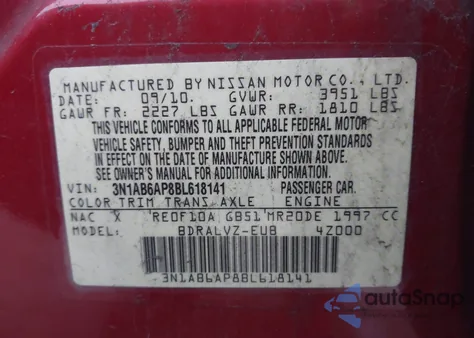 MANUFACTURED BY NISSAN MOTOR CO., LTD.
DATE: 09/10. GVWR: 3951 LBS
GAWR FR: 2227 LBS GAWR RR: 1810 LBS
THIS VEHICLE CONFORMS TO ALL APPLICABLE FEDERAL MOTOR
VEHICLE SAFETY, BUMPER AND THEFT PREVENTION STANDARDS
IN EFFECT ON THE DATE OF MANUFACTURE SHOWN ABOVE.
SEE OWNER'S MANUAL FOR ADDITIONAL INFORMATION.
VIN: 3N1AB6AP8BL618141 PASSENGER CAR.
COLOR TRIM TRANS AXLE ENGINE
NAC X RE0F10A GB51 MR20DE 1997 CC
BDRALVZ-EUB 4Z000
3N1AB6AP8BL618141
autoSnap